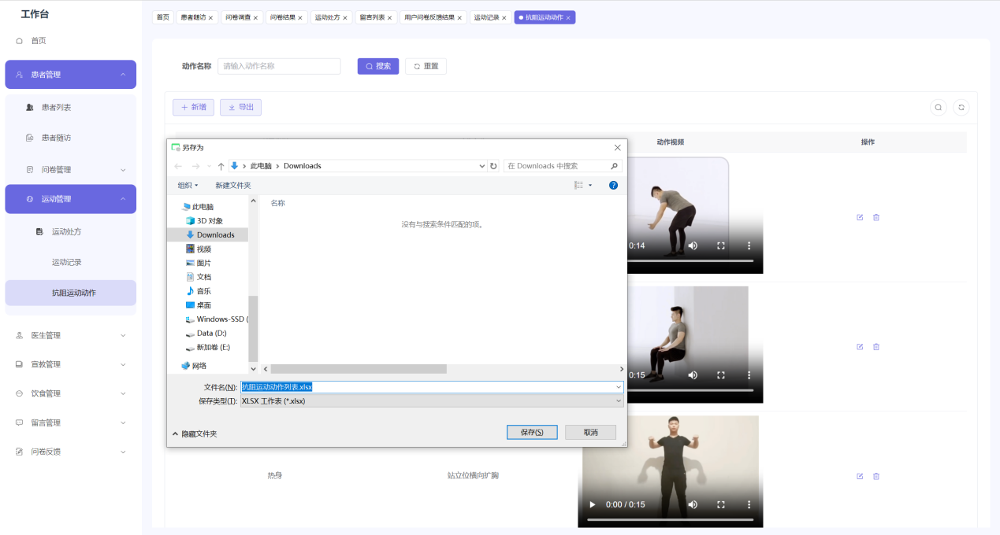 工作台
首页
患者管理
患者列表
患者随访
问卷管理
运动管理
运动处方
运动记录
抗阻运动动作
医生管理
宣教管理
饮食管理
留言管理
问卷反馈
首页 患者随访 × 问卷调查 × 问卷结果 × 运动处方 × 留言列表 × 用户问卷反馈结果 × 运动记录 × 抗阻运动动作 ×
动作名称 请输入动作名称 搜索 重置
+ 新增 导出
动作视频 操作
另存为
此电脑 > Downloads 在 Downloads 中搜索
组织 新建文件夹
名称
没有与搜索条件匹配的项。
此电脑
3D 对象
Downloads
视频
图片
文档
音乐
桌面
Windows-SSD (
Data (D:)
新加卷 (E:)
网络
文件名(N): 抗阻运动动作列表.xlsx
保存类型(T): XLSX 工作表 (*.xlsx)
隐藏文件夹 保存(S) 取消
0:14
0:15
热身 站立位横向扩胸 0:00 / 0:15